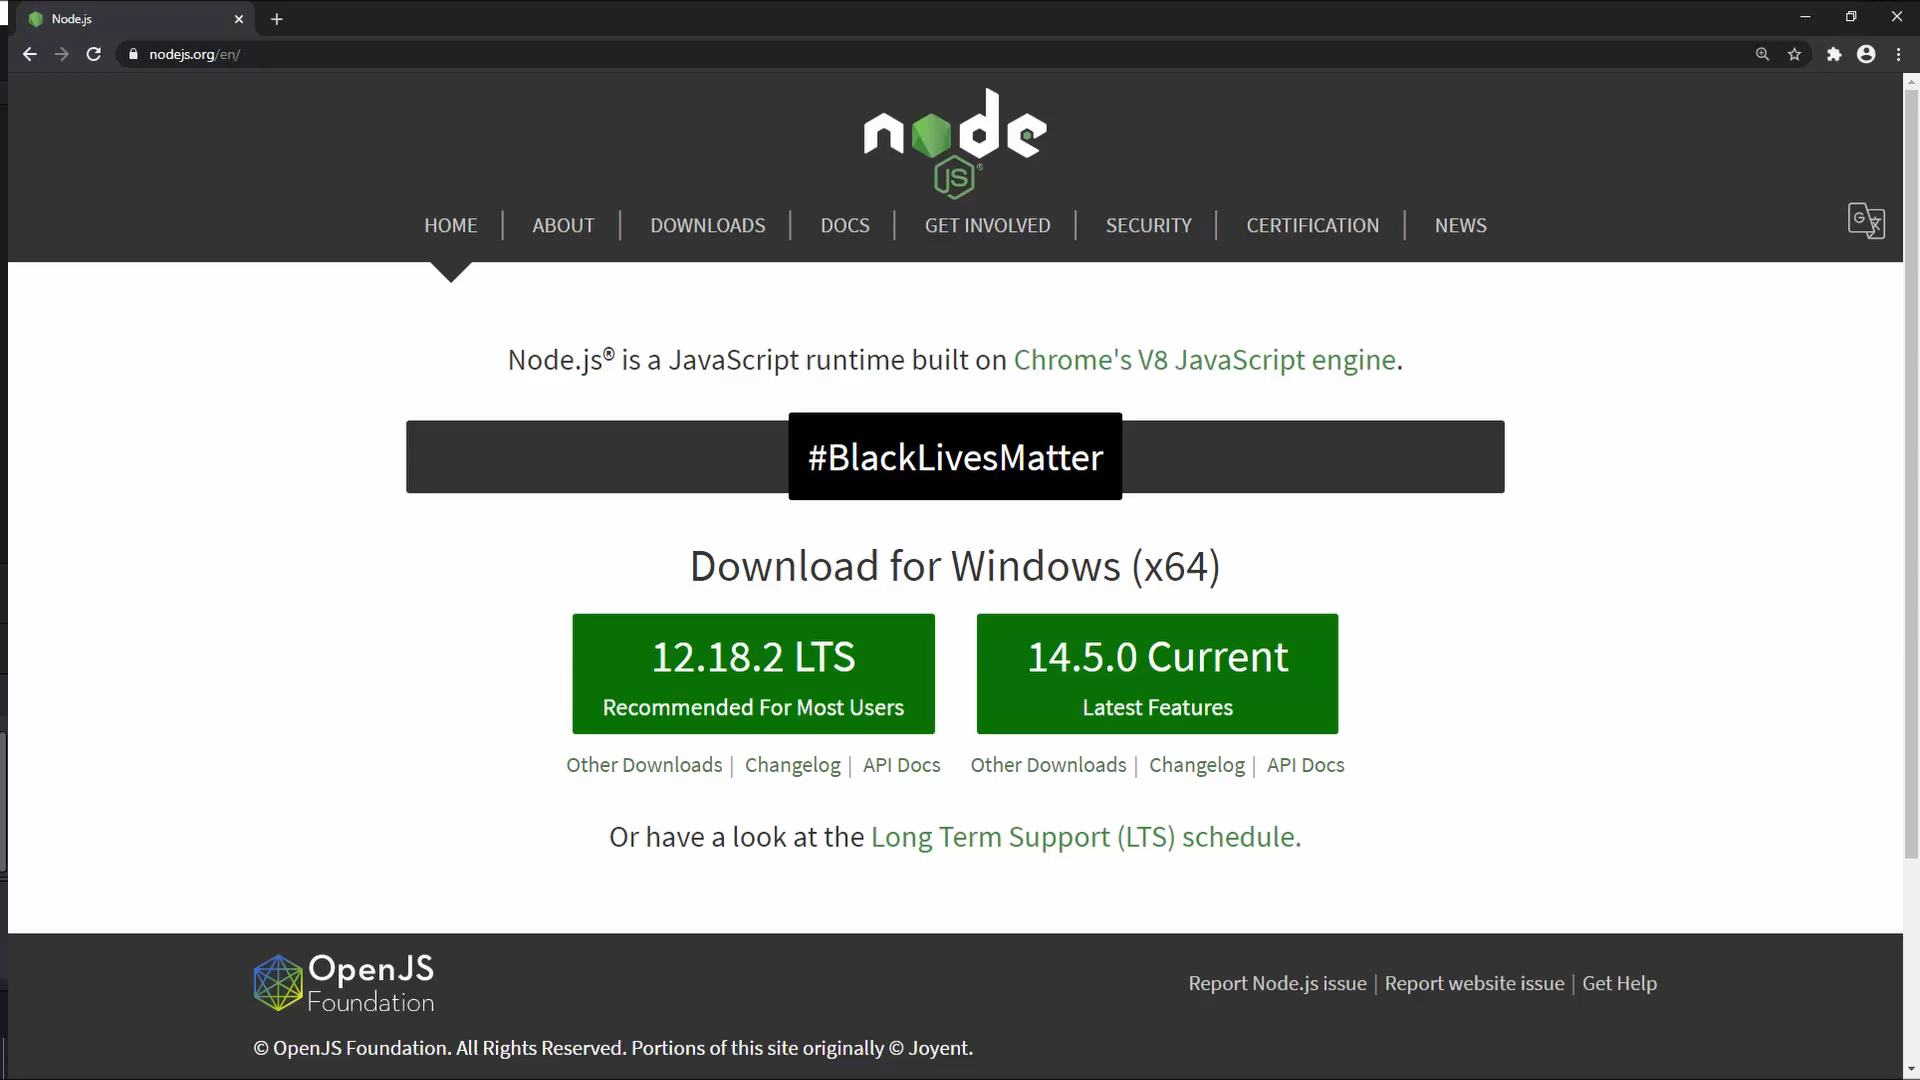 Node.js
nodejs.org/en/
node
JS®
HOME | ABOUT | DOWNLOADS | DOCS | GET INVOLVED | SECURITY | CERTIFICATION | NEWS
Node.js® is a JavaScript runtime built on Chrome's V8 JavaScript engine.
#BlackLivesMatter
Download for Windows (x64)
12.18.2 LTS
Recommended For Most Users
14.5.0 Current
Latest Features
Other Downloads | Changelog | API Docs
Other Downloads | Changelog | API Docs
Or have a look at the Long Term Support (LTS) schedule.
OpenJS
Foundation
Report Node.js issue | Report website issue | Get Help
© OpenJS Foundation. All Rights Reserved. Portions of this site originally © Joyent.